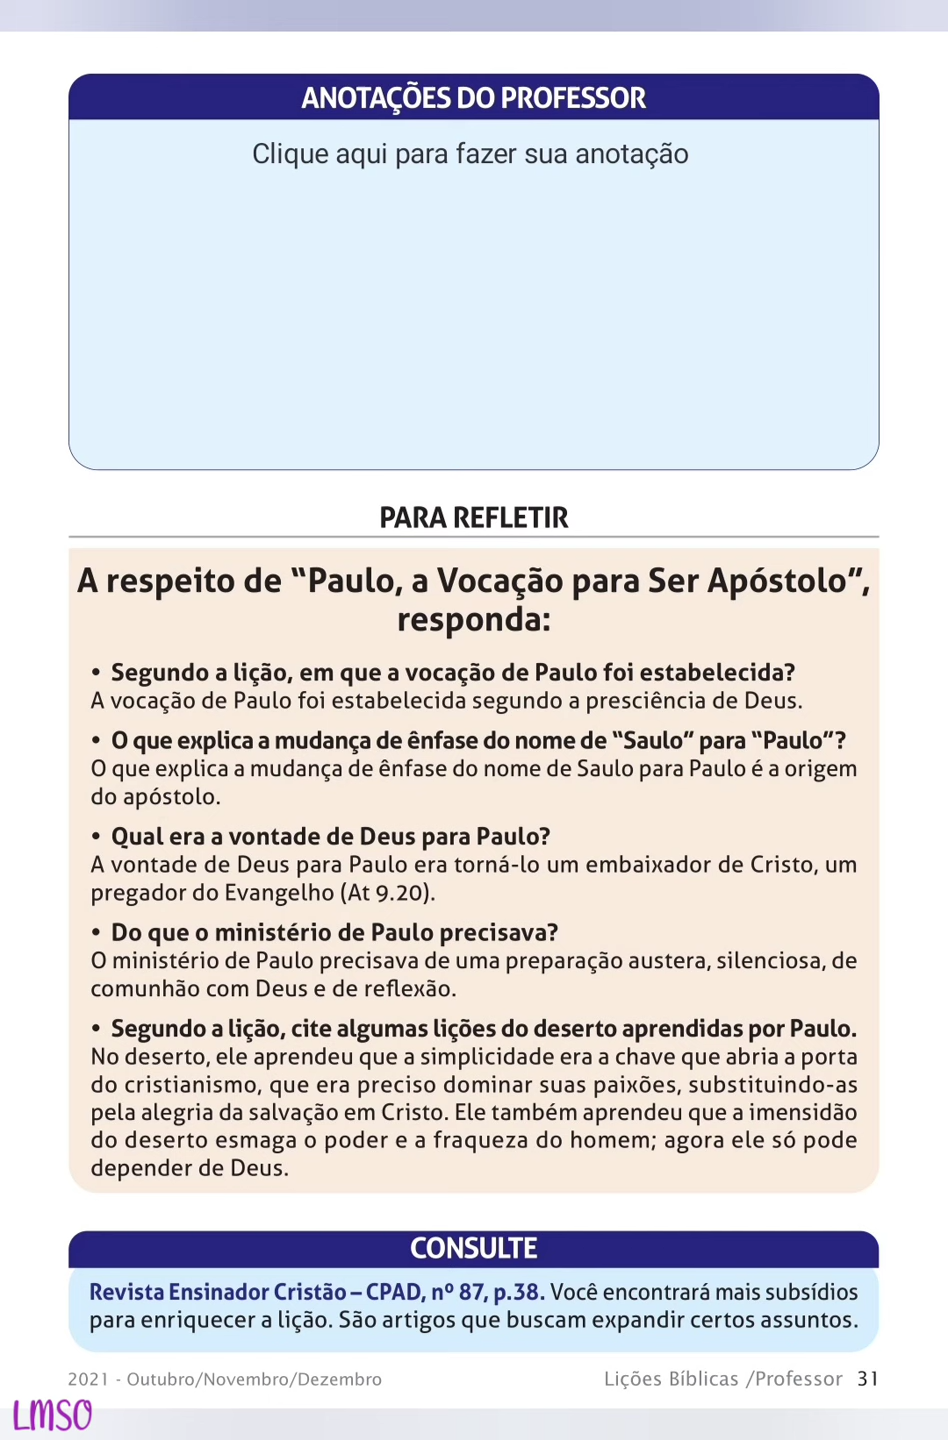 ANOTAÇÕES DO PROFESSOR
Clique aqui para fazer sua anotação
PARA REFLETIR
A respeito de “Paulo, a Vocação para Ser Apóstolo”,
responda:
• Segundo a lição, em que a vocação de Paulo foi estabelecida?
A vocação de Paulo foi estabelecida segundo a presciência de Deus.
• O que explica a mudança de ênfase do nome de “Saulo” para “Paulo”?
O que explica a mudança de ênfase do nome de Saulo para Paulo é a origem
do apóstolo.
• Qual era a vontade de Deus para Paulo?
A vontade de Deus para Paulo era torná-lo um embaixador de Cristo, um
pregador do Evangelho (At 9.20).
• Do que o ministério de Paulo precisava?
O ministério de Paulo precisava de uma preparação austera, silenciosa, de
comunhão com Deus e de reflexão.
• Segundo a lição, cite algumas lições do deserto aprendidas por Paulo.
No deserto, ele aprendeu que a simplicidade era a chave que abria a porta
do cristianismo, que era preciso dominar suas paixões, substituindo-as
pela alegria da salvação em Cristo. Ele também aprendeu que a imensidão
do deserto esmaga o poder e a fraqueza do homem; agora ele só pode
depender de Deus.
CONSULTE
Revista Ensinador Cristão – CPAD, nº 87, p.38. Você encontrará mais subsídios
para enriquecer a lição. São artigos que buscam expandir certos assuntos.
2021 - Outubro/Novembro/Dezembro
Lições Bíblicas /Professor 31
LMSO